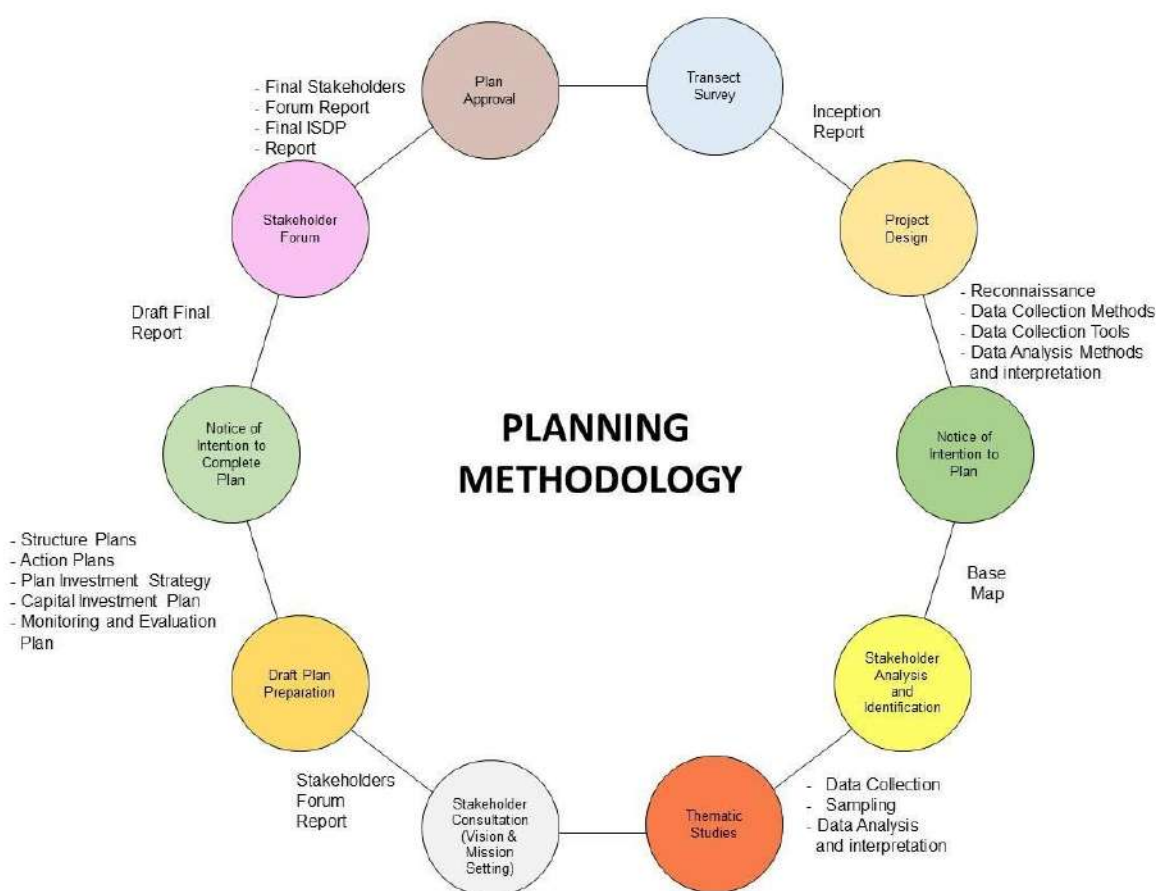 Plan
Approval
Transect
Survey
- Final Stakeholders
- Forum Report
- Final ISDP
- Report
Inception
Report
Stakeholder
Forum
Project
Design
Draft Final
Report
- Reconnaissance
- Data Collection Methods
- Data Collection Tools
- Data Analysis Methods
and interpretation
Notice of
Intention to
Complete
Plan
PLANNING
METHODOLOGY
Notice of
Intention to
Plan
- Structure Plans
- Action Plans
- Plan Investment Strategy
- Capital Investment Plan
- Monitoring and Evaluation
Plan
Base
Map
Draft Plan
Preparation
Stakeholder
Analysis
and
Identification
Stakeholders
Forum
Report
Stakeholder
Consultation
(Vision &
Mission
Setting)
Thematic
Studies
- Data Collection
- Sampling
- Data Analysis
and interpretation